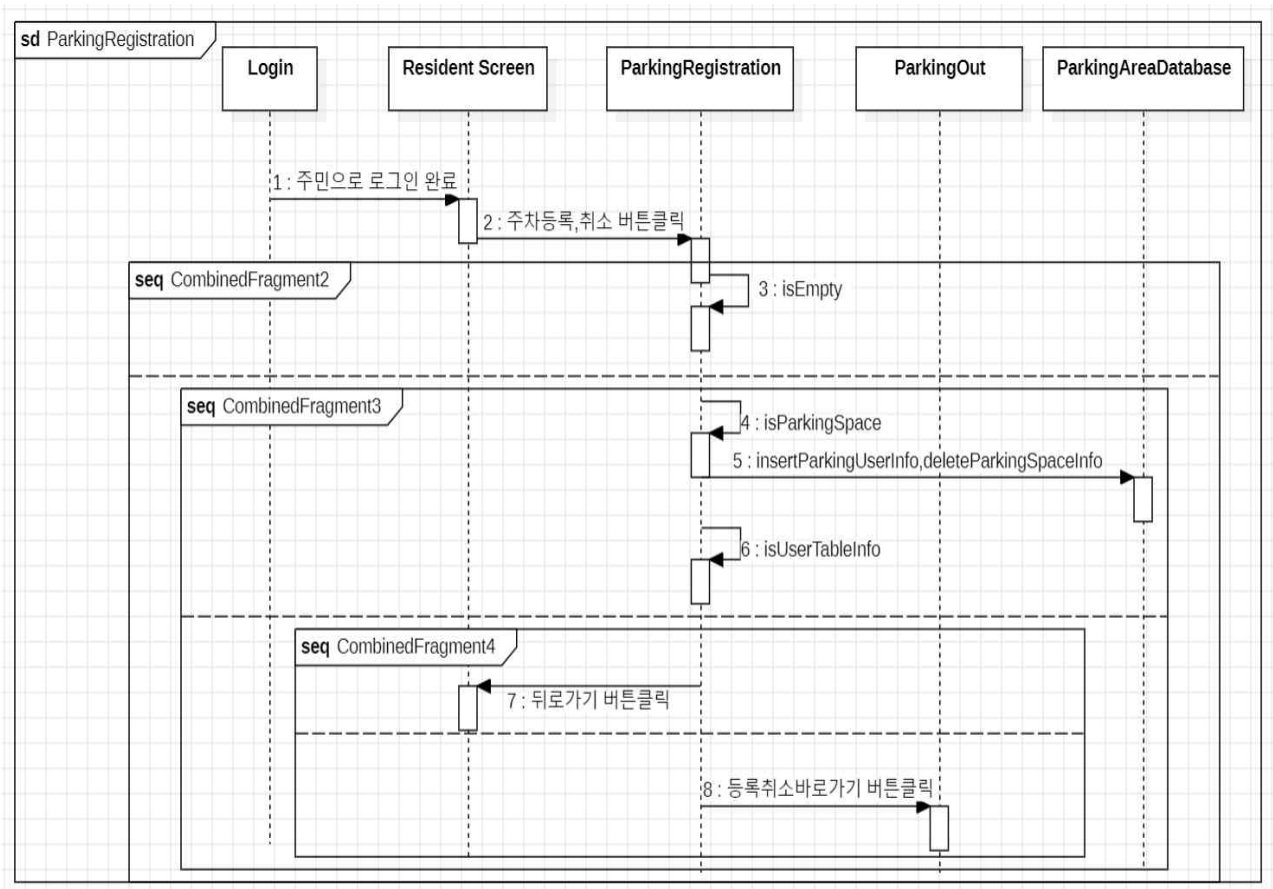 sd ParkingRegistration
Login
Resident Screen
ParkingRegistration
ParkingOut
ParkingAreaDatabase
1 : 주민으로 로그인 완료
2 : 주차등록,취소 버튼클릭
seq CombinedFragment2
3 : isEmpty
seq CombinedFragment3
4 : isParkingSpace
5 : insertParkingUserInfo,deleteParkingSpaceInfo
6 : isUserTableInfo
seq CombinedFragment4
7 : 뒤로가기 버튼클릭
8 : 등록취소바로가기 버튼클릭